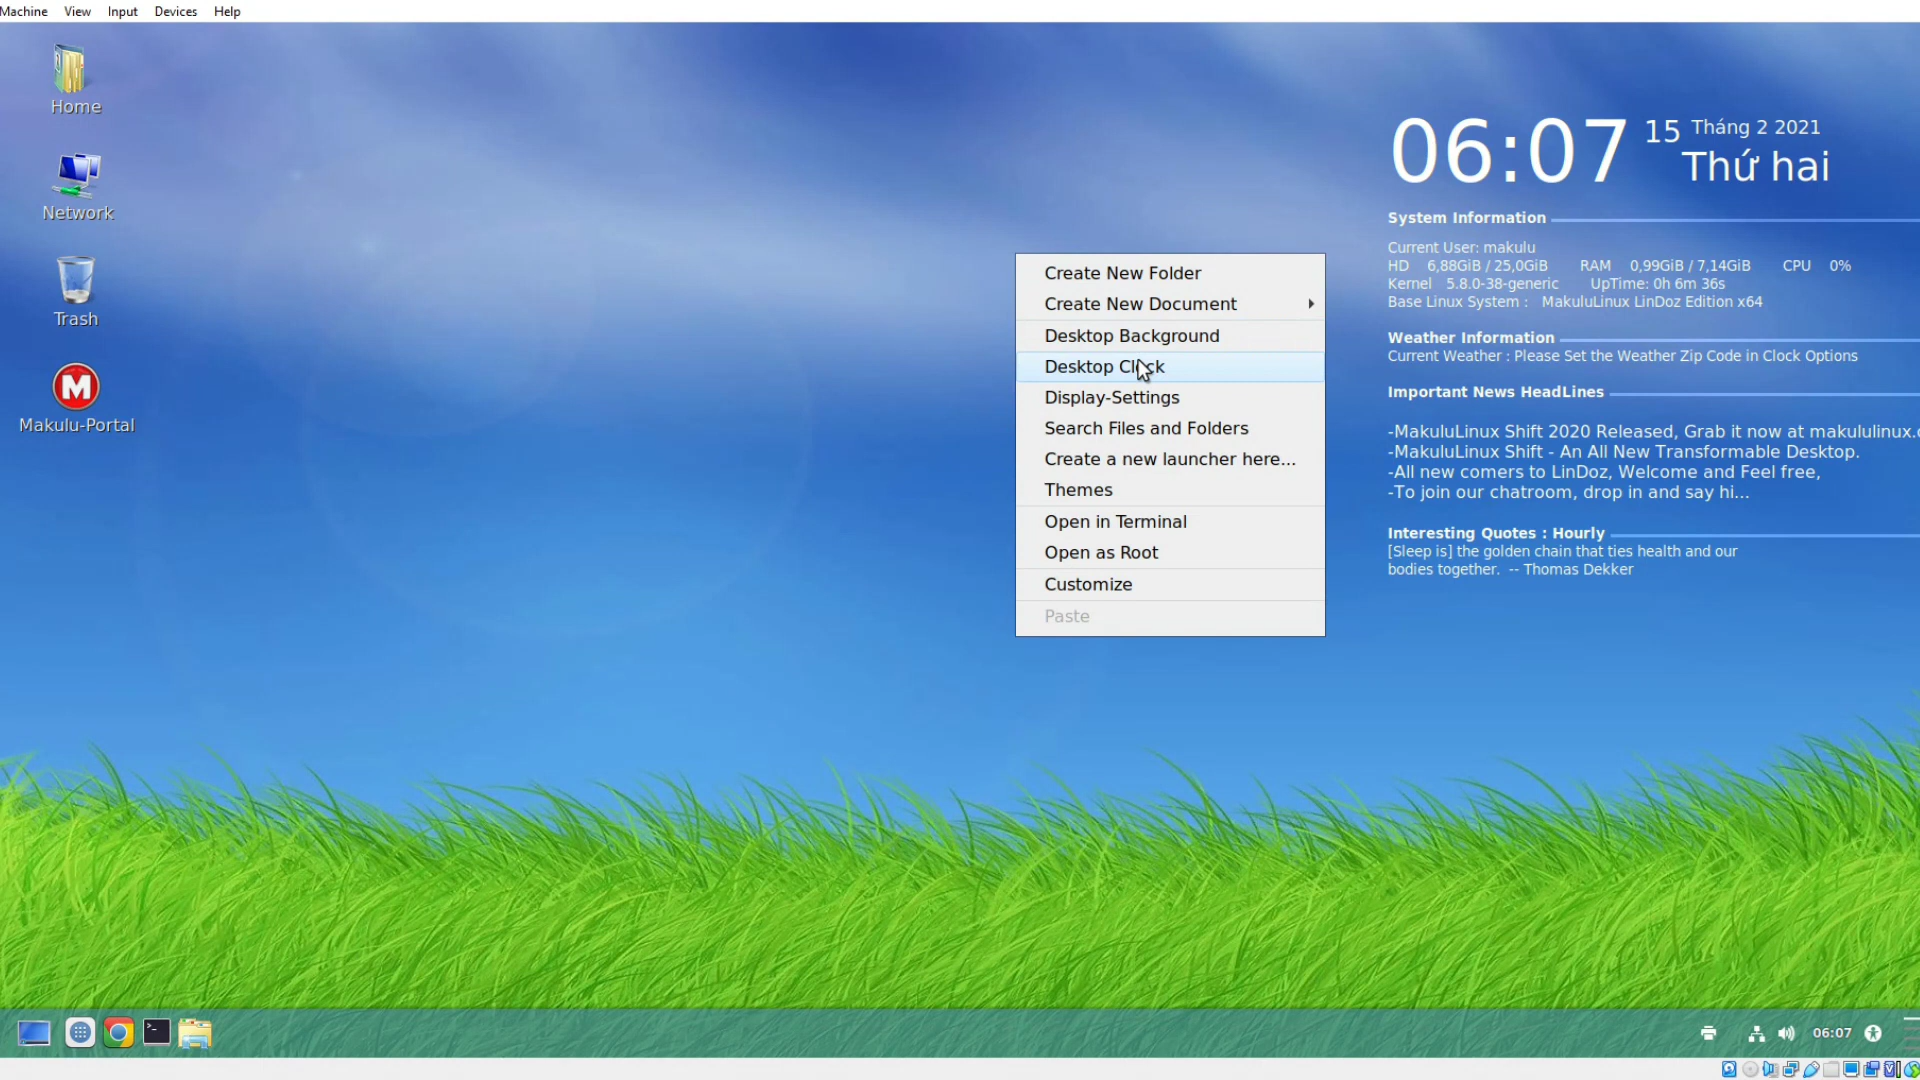 Machine View Input Devices Help
Home
Network
Trash
Makulu-Portal
Create New Folder
Create New Document
Desktop Background
Desktop Clock
Display-Settings
Search Files and Folders
Create a new launcher here...
Themes
Open in Terminal
Open as Root
Customize
Paste
06:07 15 Tháng 2 2021
Thứ hai
System Information
Current User: makulu
HD 6,88GiB / 25,0GiB RAM 0,99GiB / 7,14GiB CPU 0%
Kernel 5.8.0-38-generic UpTime: 0h 6m 36s
Base Linux System : MakuluLinux LinDoz Edition x64
Weather Information
Current Weather : Please Set the Weather Zip Code in Clock Options
Important News HeadLines
-MakuluLinux Shift 2020 Released, Grab it now at makululinux.c
-MakuluLinux Shift - An All New Transformable Desktop.
-All new comers to LinDoz, Welcome and Feel free,
-To join our chatroom, drop in and say hi...
Interesting Quotes : Hourly
[Sleep is] the golden chain that ties health and our
bodies together. -- Thomas Dekker
06:07